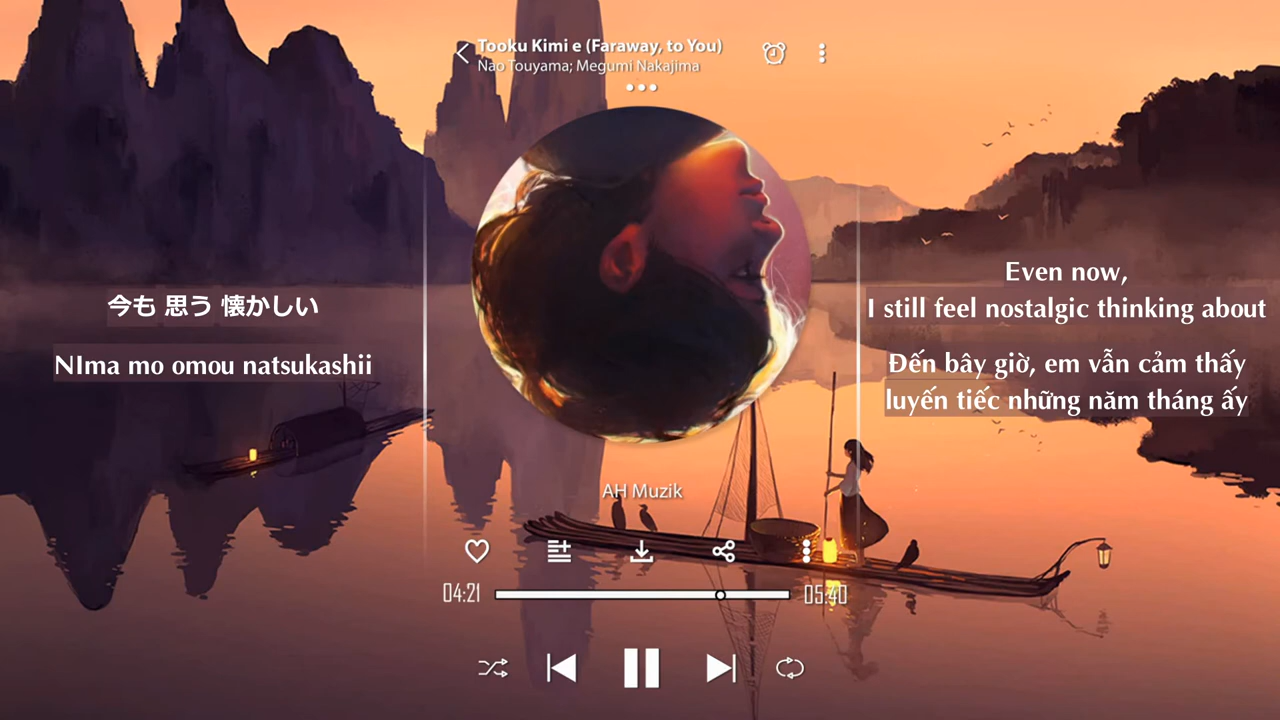 Tooku Kimi e (Faraway, to You)
Nao Touyama; Megumi Nakajima
今も 思う 懐かしい
NIma mo omou natsukashii
Even now,
I still feel nostalgic thinking about
Đến bây giờ, em vẫn cảm thấy
luyến tiếc những năm tháng ấy
AH Muzik
04:21
05:40